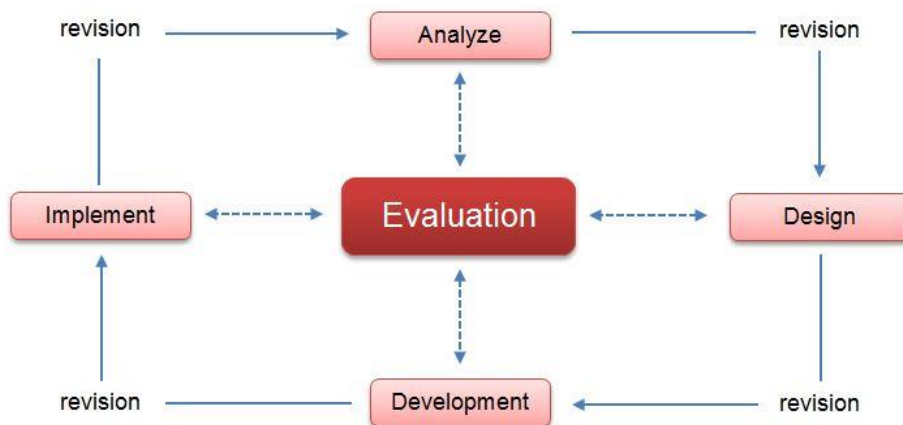 revision
Analyze
revision
Implement
Evaluation
Design
revision
Development
revision